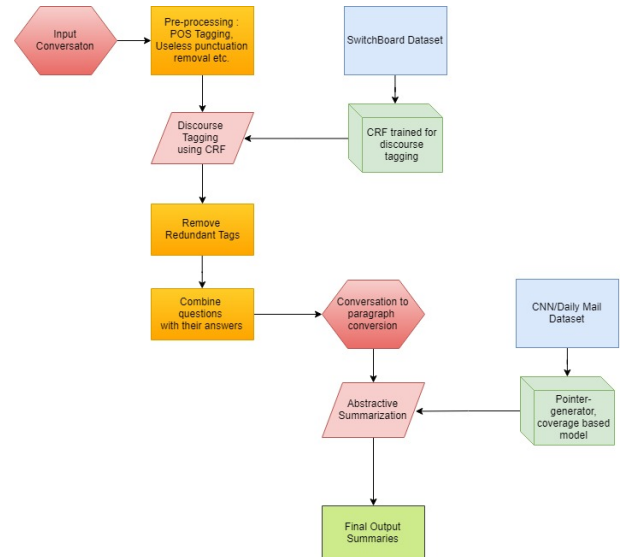 Input
Conversaton
Pre-processing :
POS Tagging,
Useless punctuation
removal etc.
SwitchBoard Dataset
Discourse
Tagging
using CRF
CRF trained for
discourse
tagging
Remove
Redundant Tags
Combine
questions
with their answers
Conversation to
paragraph
conversion
CNN/Daily Mail
Dataset
Abstractive
Summarization
Pointer-
generator,
coverage based
model
Final Output
Summaries